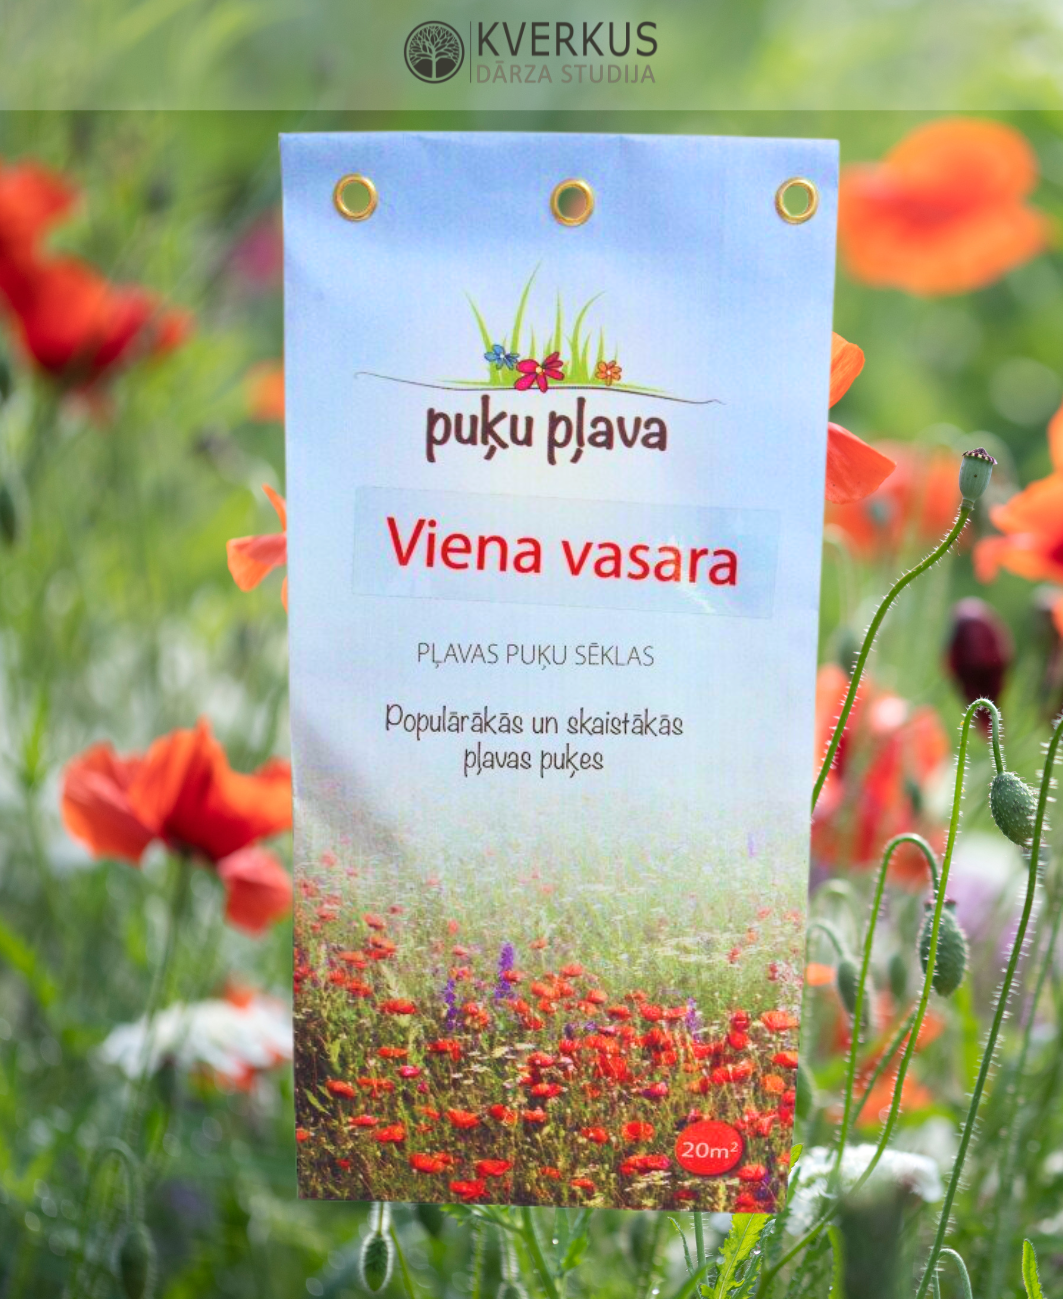 KVERKUS
DĀRZA STUDIJA
puķu pļava
Viena vasara
PĻAVAS PUĶU SĒKLAS
Populārākās un skaistākās
pļavas puķes
20m²